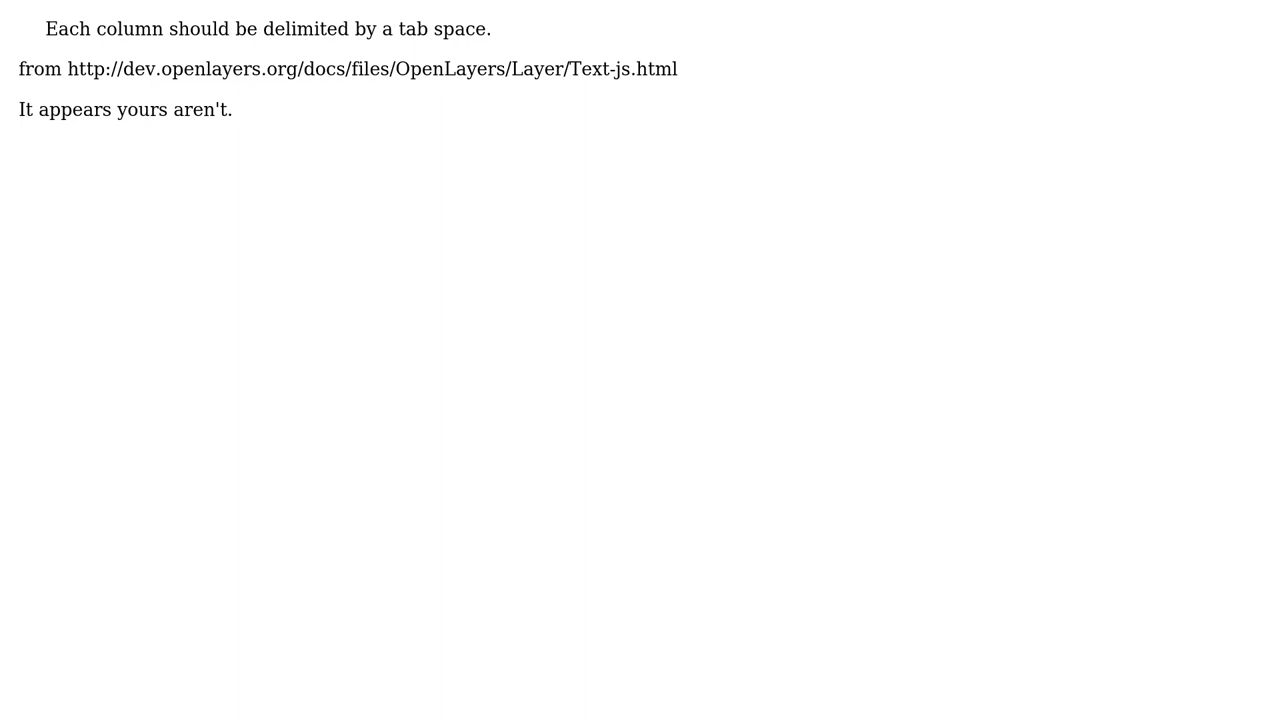 Each column should be delimited by a tab space.
from http://dev.openlayers.org/docs/files/OpenLayers/Layer/Text-js.html
It appears yours aren't.